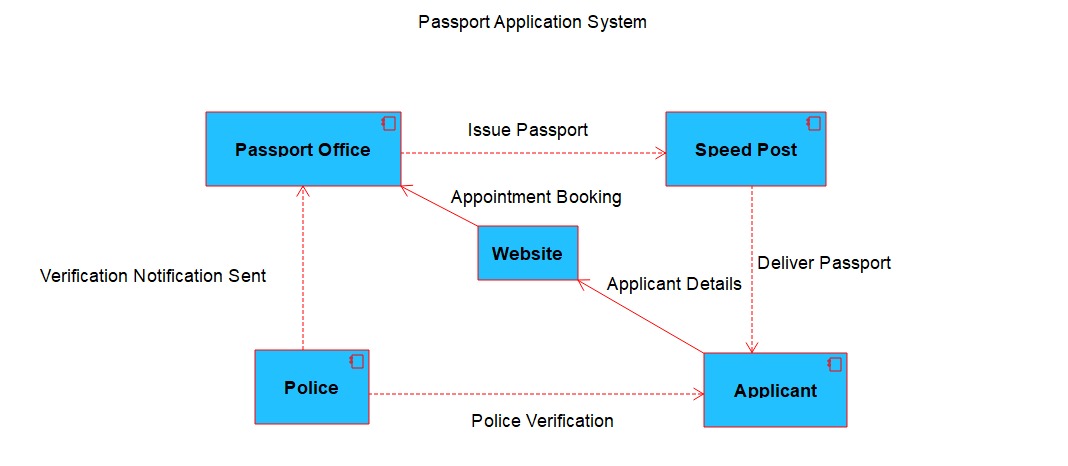 Passport Application System
Issue Passport
Passport Office
Speed Post
Appointment Booking
Website
Deliver Passport
Verification Notification Sent
Applicant Details
Police
Applicant
Police Verification